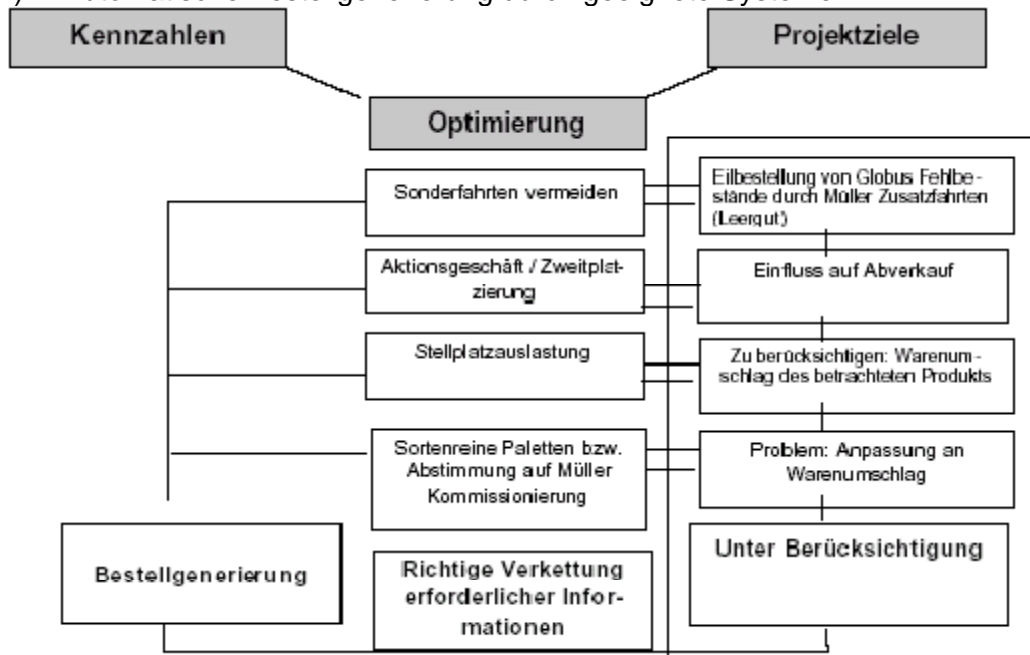 Kennzahlen
Projektziele
Optimierung
Sonderfahrten vermeiden
Eilbestellung von Globus Fehlbe-
stände durch Müller Zusatzfahrten
(Leergut)
Aktionsgeschäft / Zweitplat-
zierung
Einfluss auf Abverkauf
Stellplatzauslastung
Zu berücksichtigen: Warenum-
schlag des betrachteten Produkts
Sortenreine Paletten bzw.
Abstimmung auf Müller
Kommissionierung
Problem: Anpassung an
Warenumschlag
Bestellgenerierung
Richtige Verkettung
erforderlicher Infor-
mationen
Unter Berücksichtigung